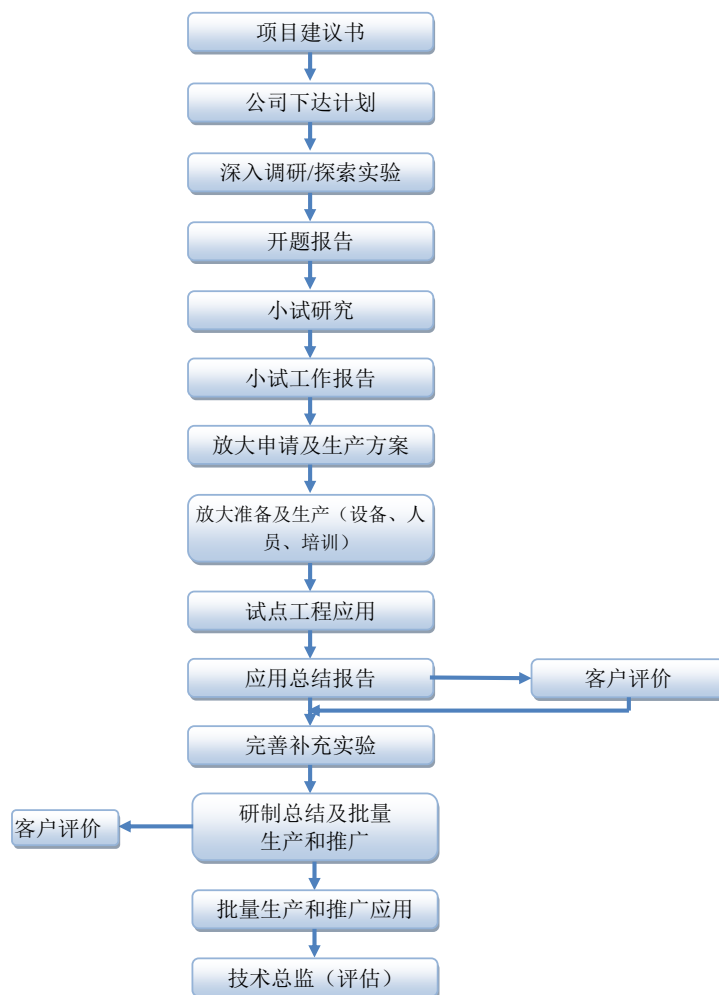 项目建议书
公司下达计划
深入调研/探索实验
开题报告
小试研究
小试工作报告
放大申请及生产方案
放大准备及生产（设备、人
员、培训）
试点工程应用
应用总结报告
客户评价
完善补充实验
研制总结及批量
生产和推广
客户评价
批量生产和推广应用
技术总监（评估）